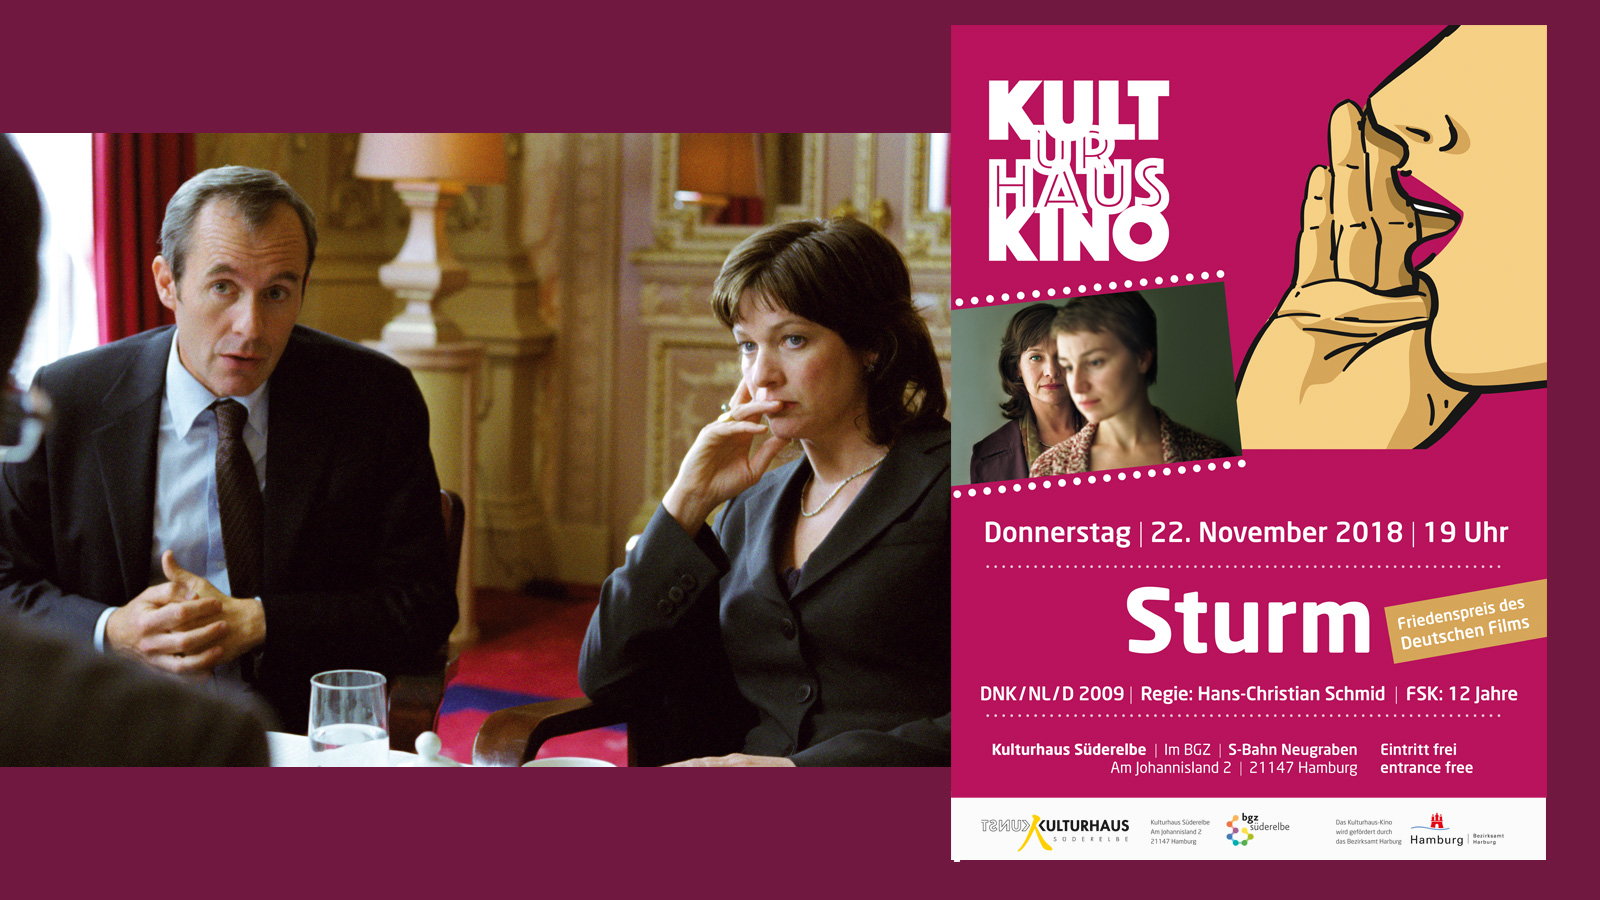 KULT
UR
HAUS
KINO
Donnerstag | 22. November 2018 | 19 Uhr
Sturm
Friedenspreis des
Deutschen Films
DNK/NL/D 2009 | Regie: Hans-Christian Schmid | FSK: 12 Jahre
Kulturhaus Süderelbe | Im BGZ | S-Bahn Neugraben
Am Johannisland 2 | 21147 Hamburg
Eintritt frei
entrance free
KUNST KULTURHAUS
SÜDERELBE
Kulturhaus Süderelbe
Am Johannisland 2
21147 Hamburg
bgz
süderelbe
Das Kulturhaus-Kino
wird gefördert durch
das Bezirksamt Harburg
Hamburg | Bezirksamt
Harburg